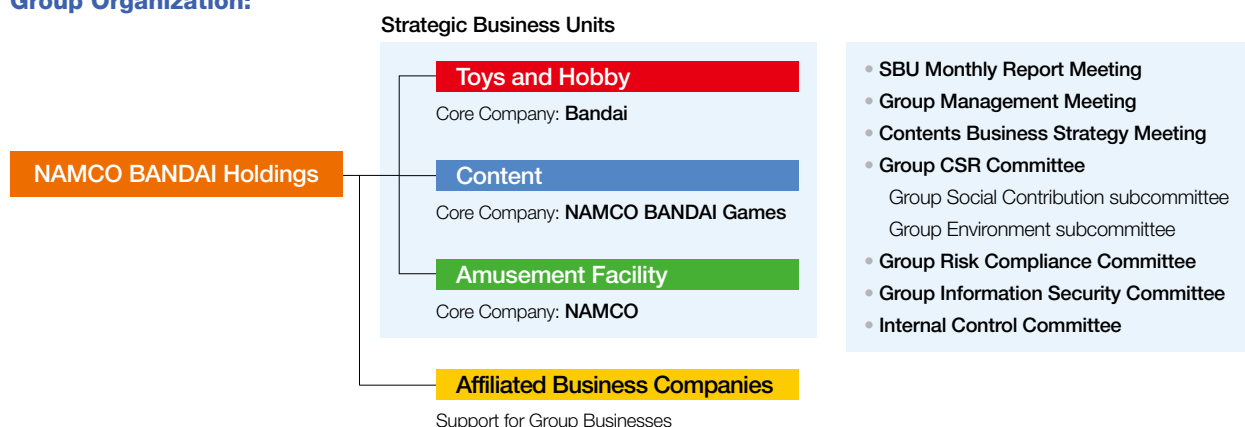 Group Organization:
Strategic Business Units
NAMCO BANDAI Holdings
Toys and Hobby
Core Company: Bandai
Content
Core Company: NAMCO BANDAI Games
Amusement Facility
Core Company: NAMCO
Affiliated Business Companies
Support for Group Businesses
• SBU Monthly Report Meeting
• Group Management Meeting
• Contents Business Strategy Meeting
• Group CSR Committee
Group Social Contribution subcommittee
Group Environment subcommittee
• Group Risk Compliance Committee
• Group Information Security Committee
• Internal Control Committee